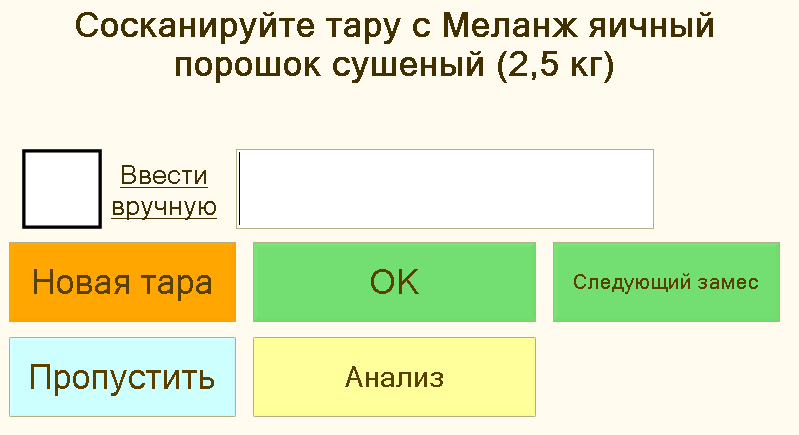 Сосканируйте тару с Меланж яичный
порошок сушеный (2,5 кг)
Ввести
вручную
Новая тара
OK
Следующий замес
Пропустить
Анализ